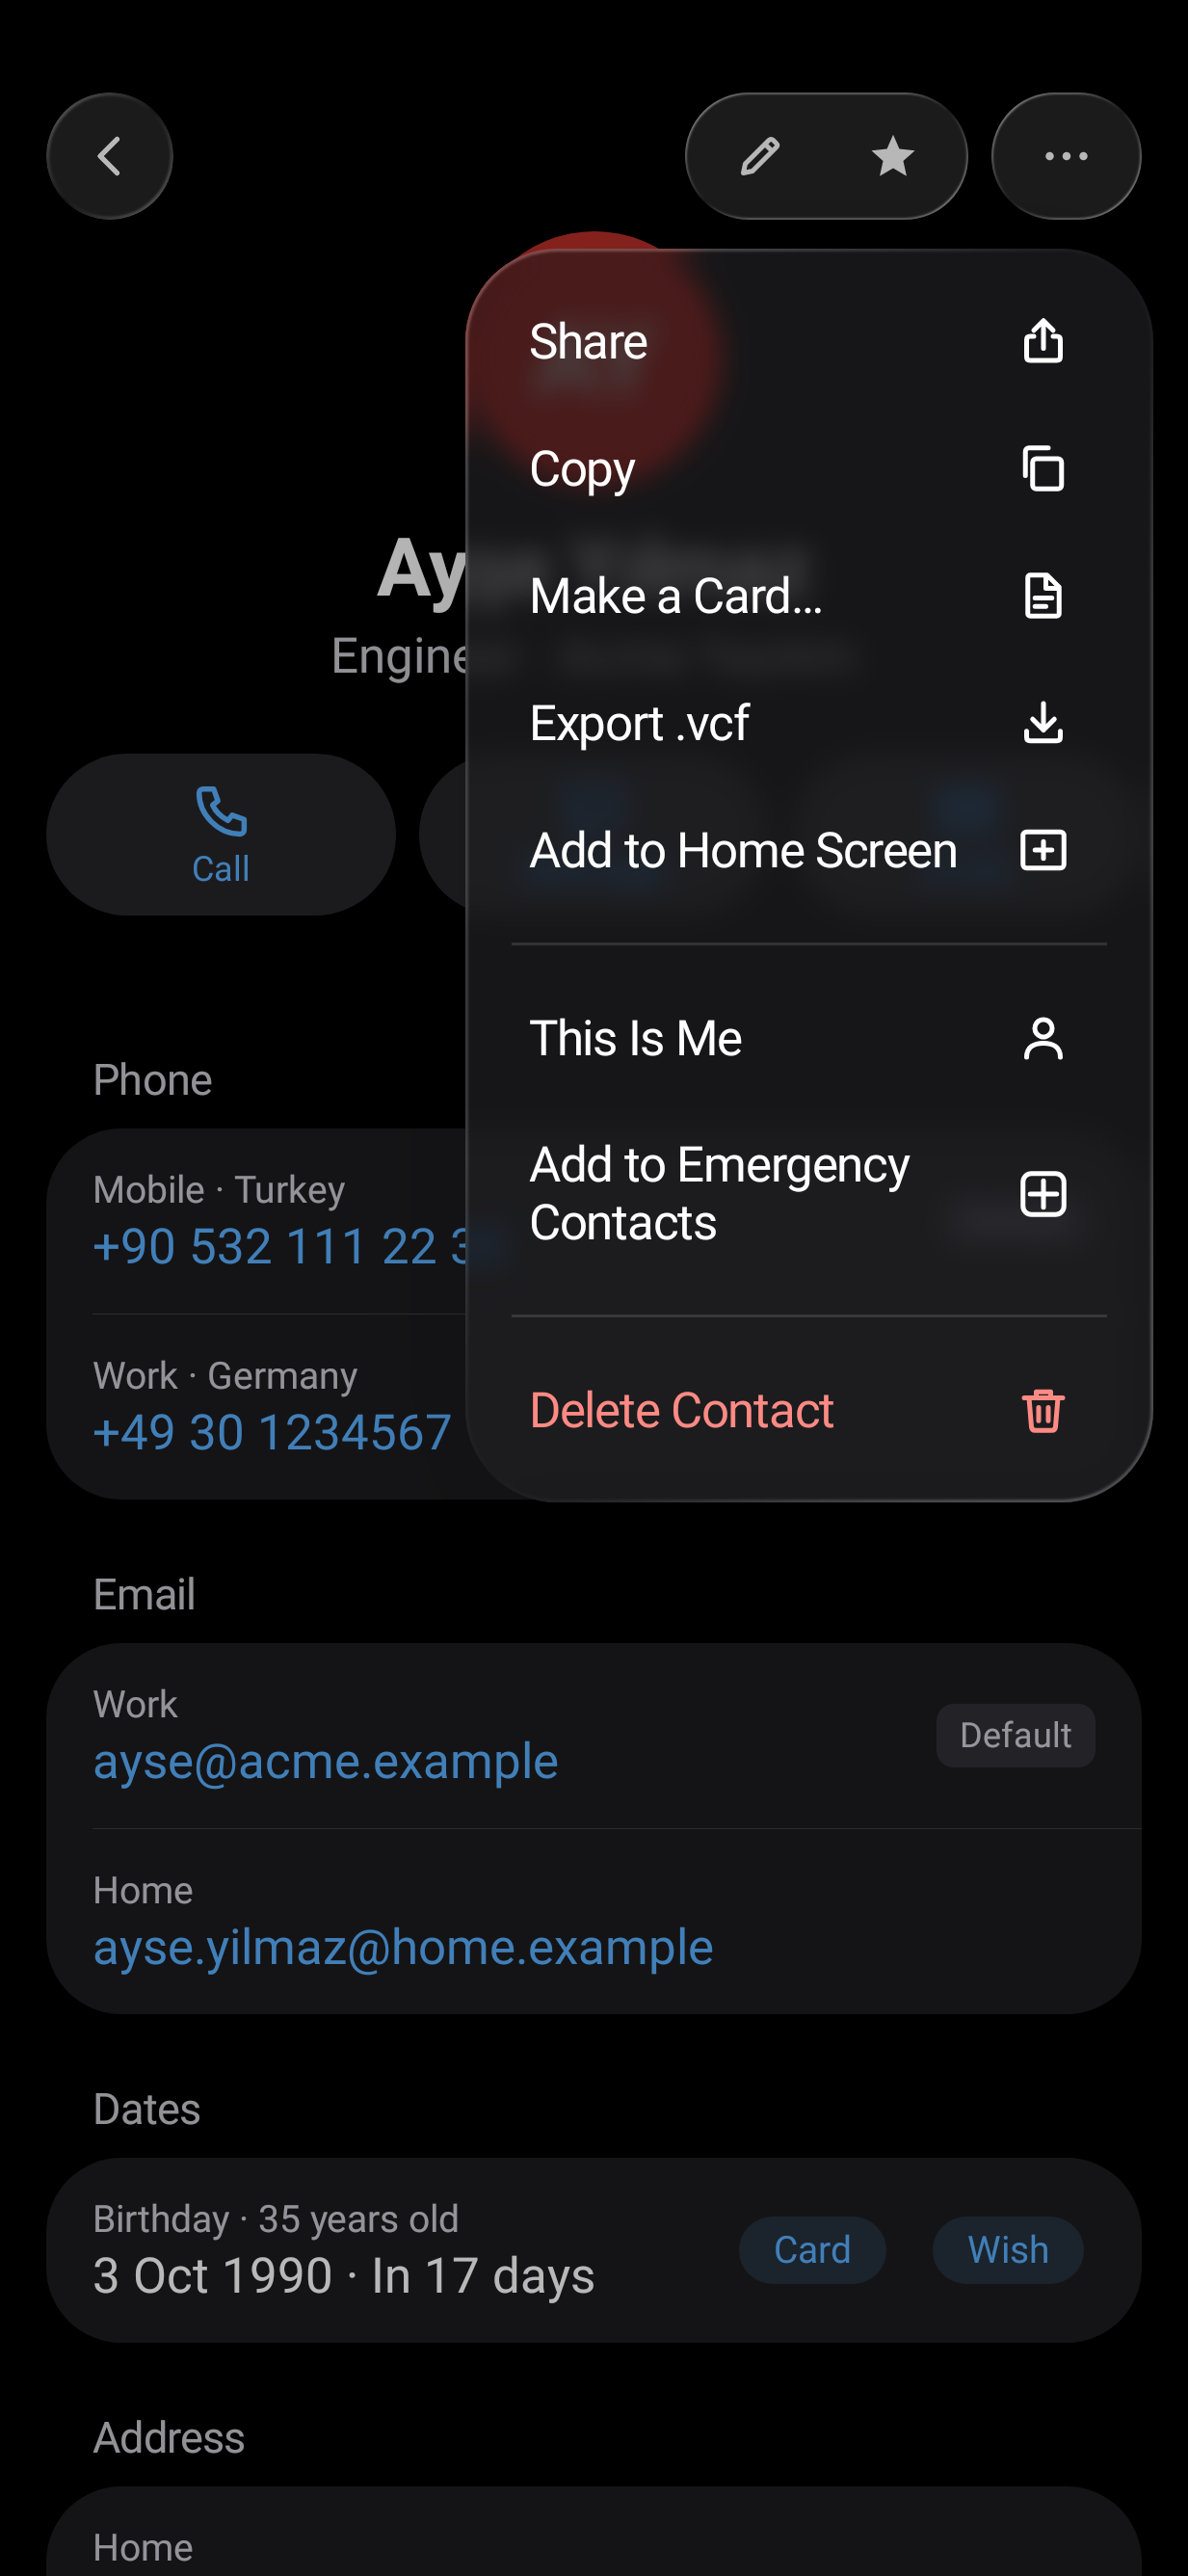 Share
Copy
Ay
Make a Card...
Engine
Export .vcf
Call
Add to Home Screen
This Is Me
Phone
Add to Emergency
Contacts
Mobile · Turkey
+90 532 111 22 3
Work · Germany
+49 30 1234567
Delete Contact
Email
Work
ayse@acme.example
Default
Home
ayse.yilmaz@home.example
Dates
Birthday · 35 years old
3 Oct 1990 · In 17 days
Card
Wish
Address
Home